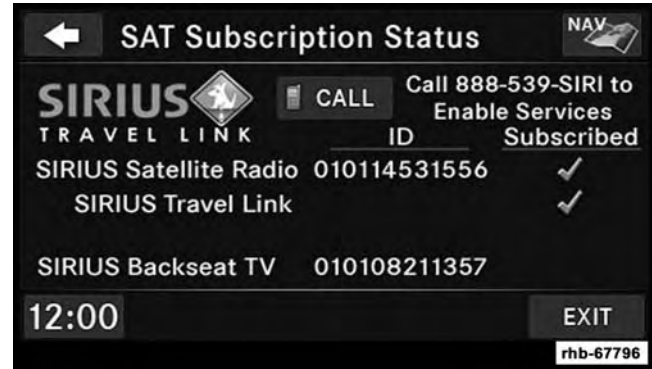 SAT Subscription Status
NAV
SIRIUS
TRAVEL LINK
CALL
Call 888-539-SIRI to
Enable Services
ID Subscribed
SIRIUS Satellite Radio 010114531556
SIRIUS Travel Link
SIRIUS Backseat TV 010108211357
12:00 EXIT
rhb-67796